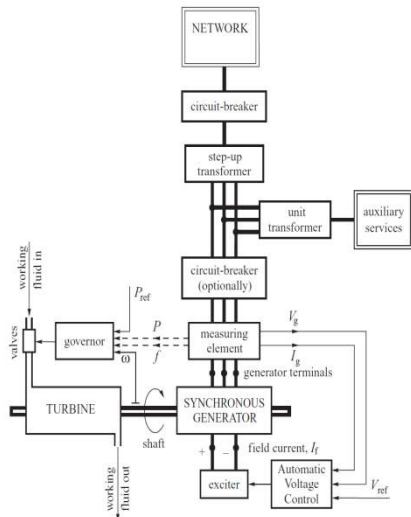 NETWORK
circuit-breaker
step-up
transformer
unit
transformer
auxiliary
services
circuit-breaker
(optionally)
working
fluid in
P_ref
valves
governor
P
f
ω
measuring
element
V_g
I_g
generator terminals
TURBINE
shaft
SYNCHRONOUS
GENERATOR
+
–
field current, I_f
exciter
Automatic
Voltage
Control
V_ref
working
fluid out